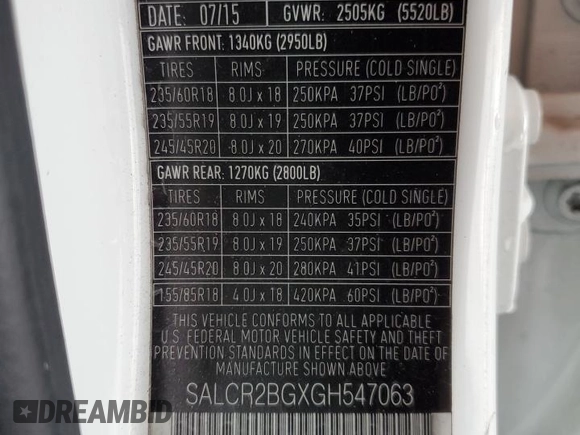 DATE: 07/15 GVWR: 2505KG (5520LB)
GAWR FRONT: 1340KG (2950LB)
TIRES RIMS PRESSURE (COLD SINGLE)
235/60R18 8.0J x 18 250KPA 37PSI (LB/PO²)
235/55R19 8.0J x 19 250KPA 37PSI (LB/PO²)
245/45R20 8.0J x 20 270KPA 40PSI (LB/PO²)
GAWR REAR: 1270KG (2800LB)
TIRES RIMS PRESSURE (COLD SINGLE)
235/60R18 8.0J x 18 240KPA 35PSI (LB/PO²)
235/55R19 8.0J x 19 250KPA 37PSI (LB/PO²)
245/45R20 8.0J x 20 280KPA 41PSI (LB/PO²)
155/85R18 4.0J x 18 420KPA 60PSI (LB/PO²)
THIS VEHICLE CONFORMS TO ALL APPLICABLE
U.S. FEDERAL MOTOR VEHICLE SAFETY AND THEFT
PREVENTION STANDARDS IN EFFECT ON THE DATE OF
MANUFACTURE SHOWN ABOVE.
SALCR2BGXGH547063
DID IT CRASH?